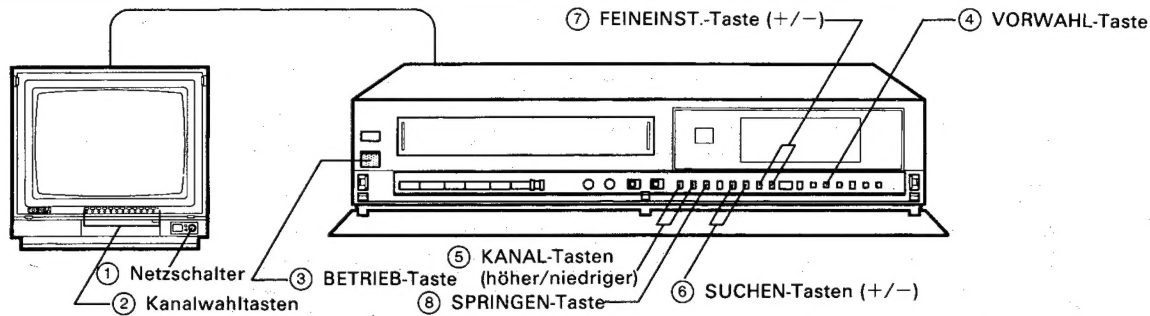 ⑦ FEINEINST.-Taste (+/−)
④ VORWAHL-Taste
① Netzschalter
② Kanalwahltasten
③ BETRIEB-Taste
⑤ KANAL-Tasten
(höher/niedriger)
⑧ SPRINGEN-Taste
⑥ SUCHEN-Tasten (+/−)